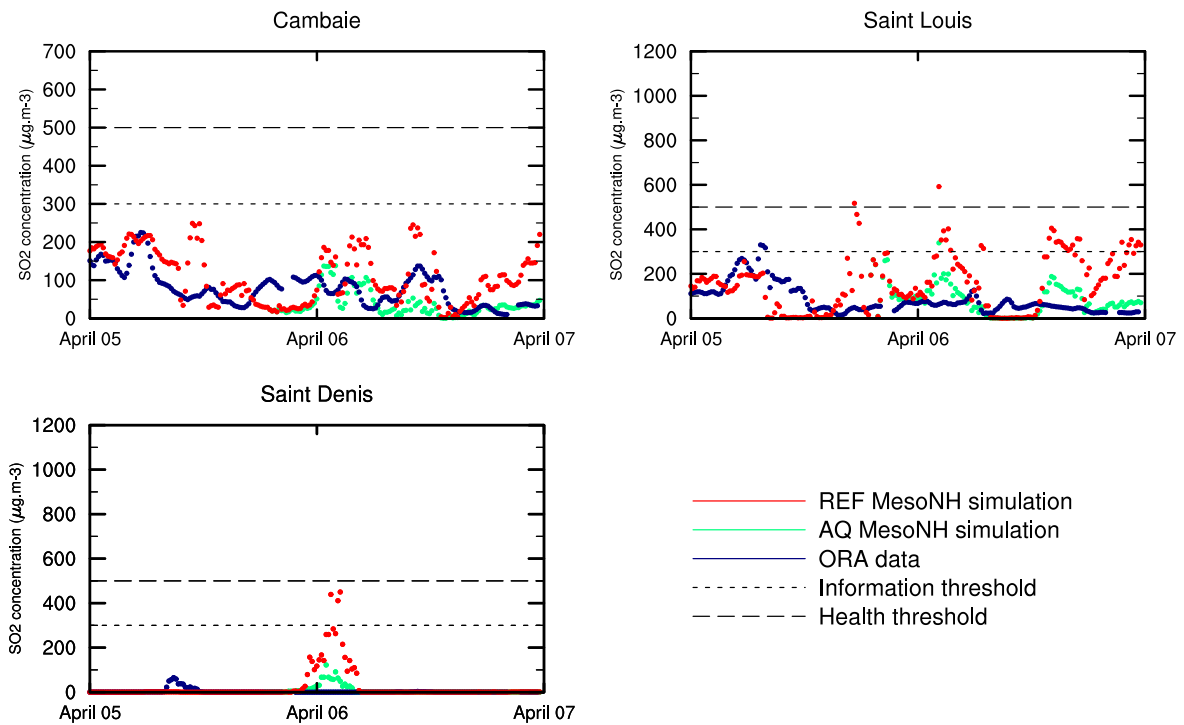 Cambaie
SO2 concentration (μg.m-3)
700
600
500
400
300
200
100
0
April 05
April 06
April 07
Saint Louis
SO2 concentration (μg.m-3)
1200
1000
800
600
400
200
0
April 05
April 06
April 07
Saint Denis
SO2 concentration (μg.m-3)
1200
1000
800
600
400
200
0
April 05
April 06
April 07
REF MesoNH simulation
AQ MesoNH simulation
ORA data
Information threshold
Health threshold